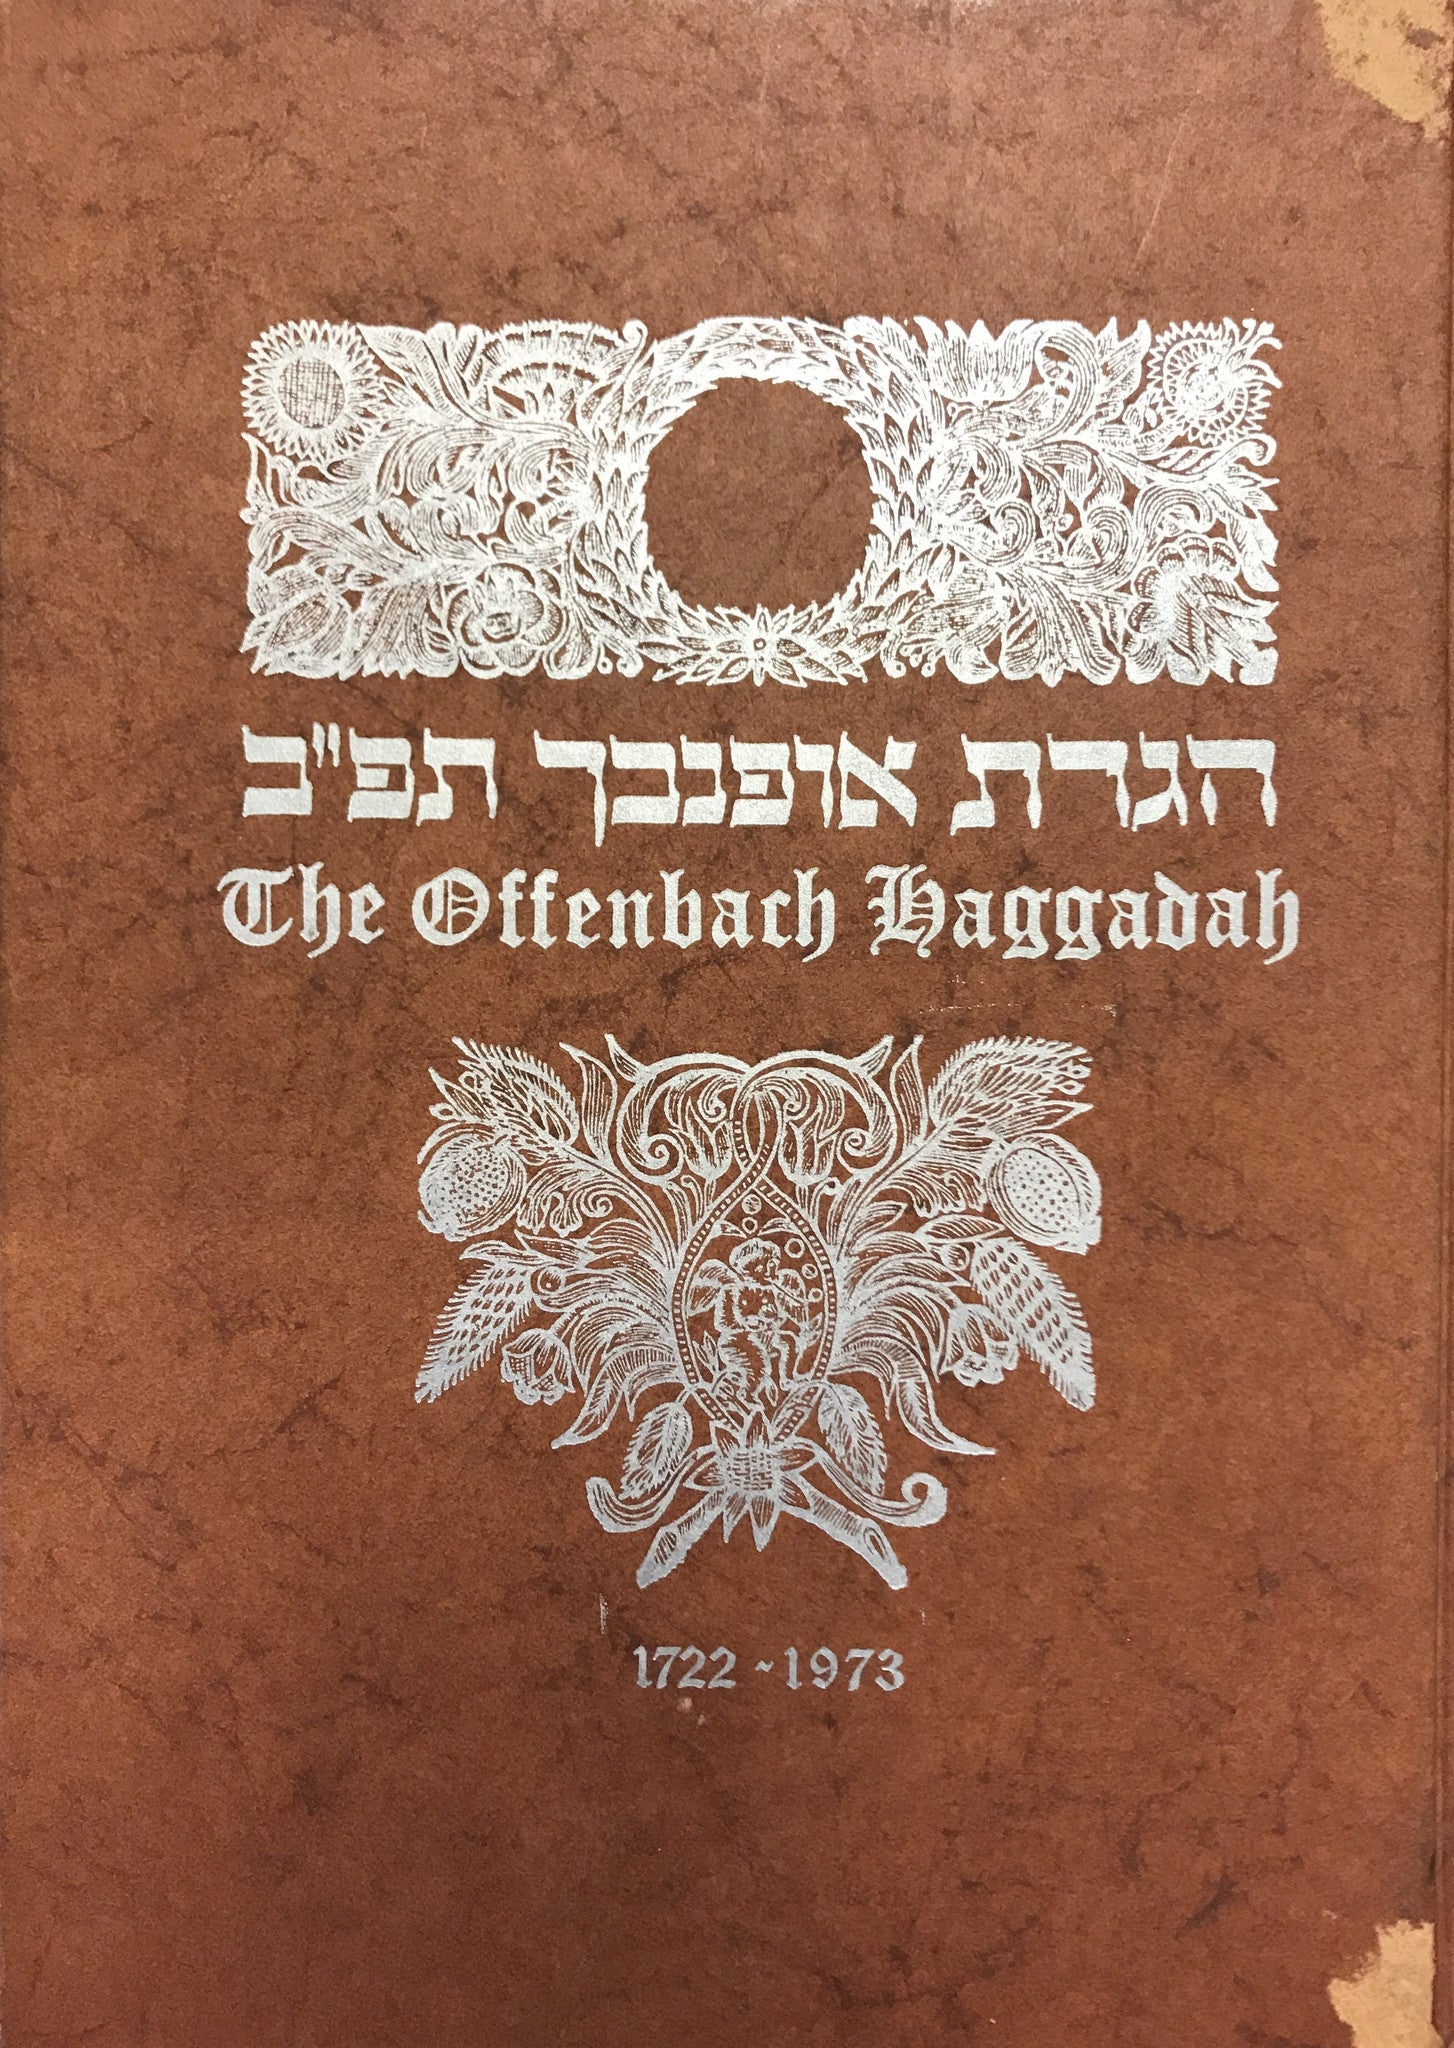 הגדת אופנבך תפ"ב
The Offenbach Haggadah
1722 ~ 1973